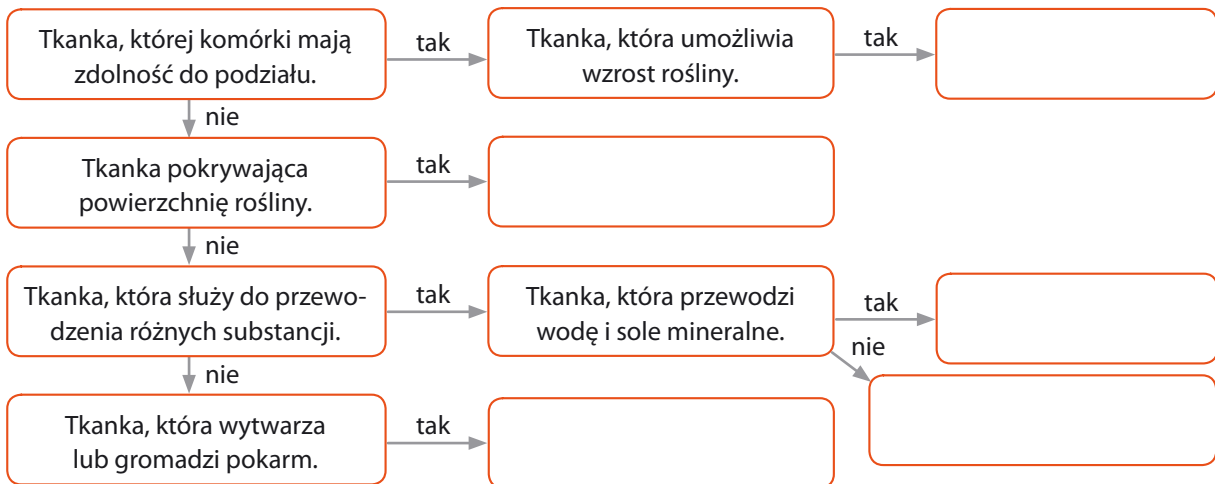 Tkanka, której komórki mają
zdolność do podziału.
tak
Tkanka, która umożliwia
wzrost rośliny.
tak
nie
Tkanka pokrywająca
powierzchnię rośliny.
tak
nie
Tkanka, która służy do przewo-
dzenia różnych substancji.
tak
Tkanka, która przewodzi
wodę i sole mineralne.
tak
nie
nie
Tkanka, która wytwarza
lub gromadzi pokarm.
tak